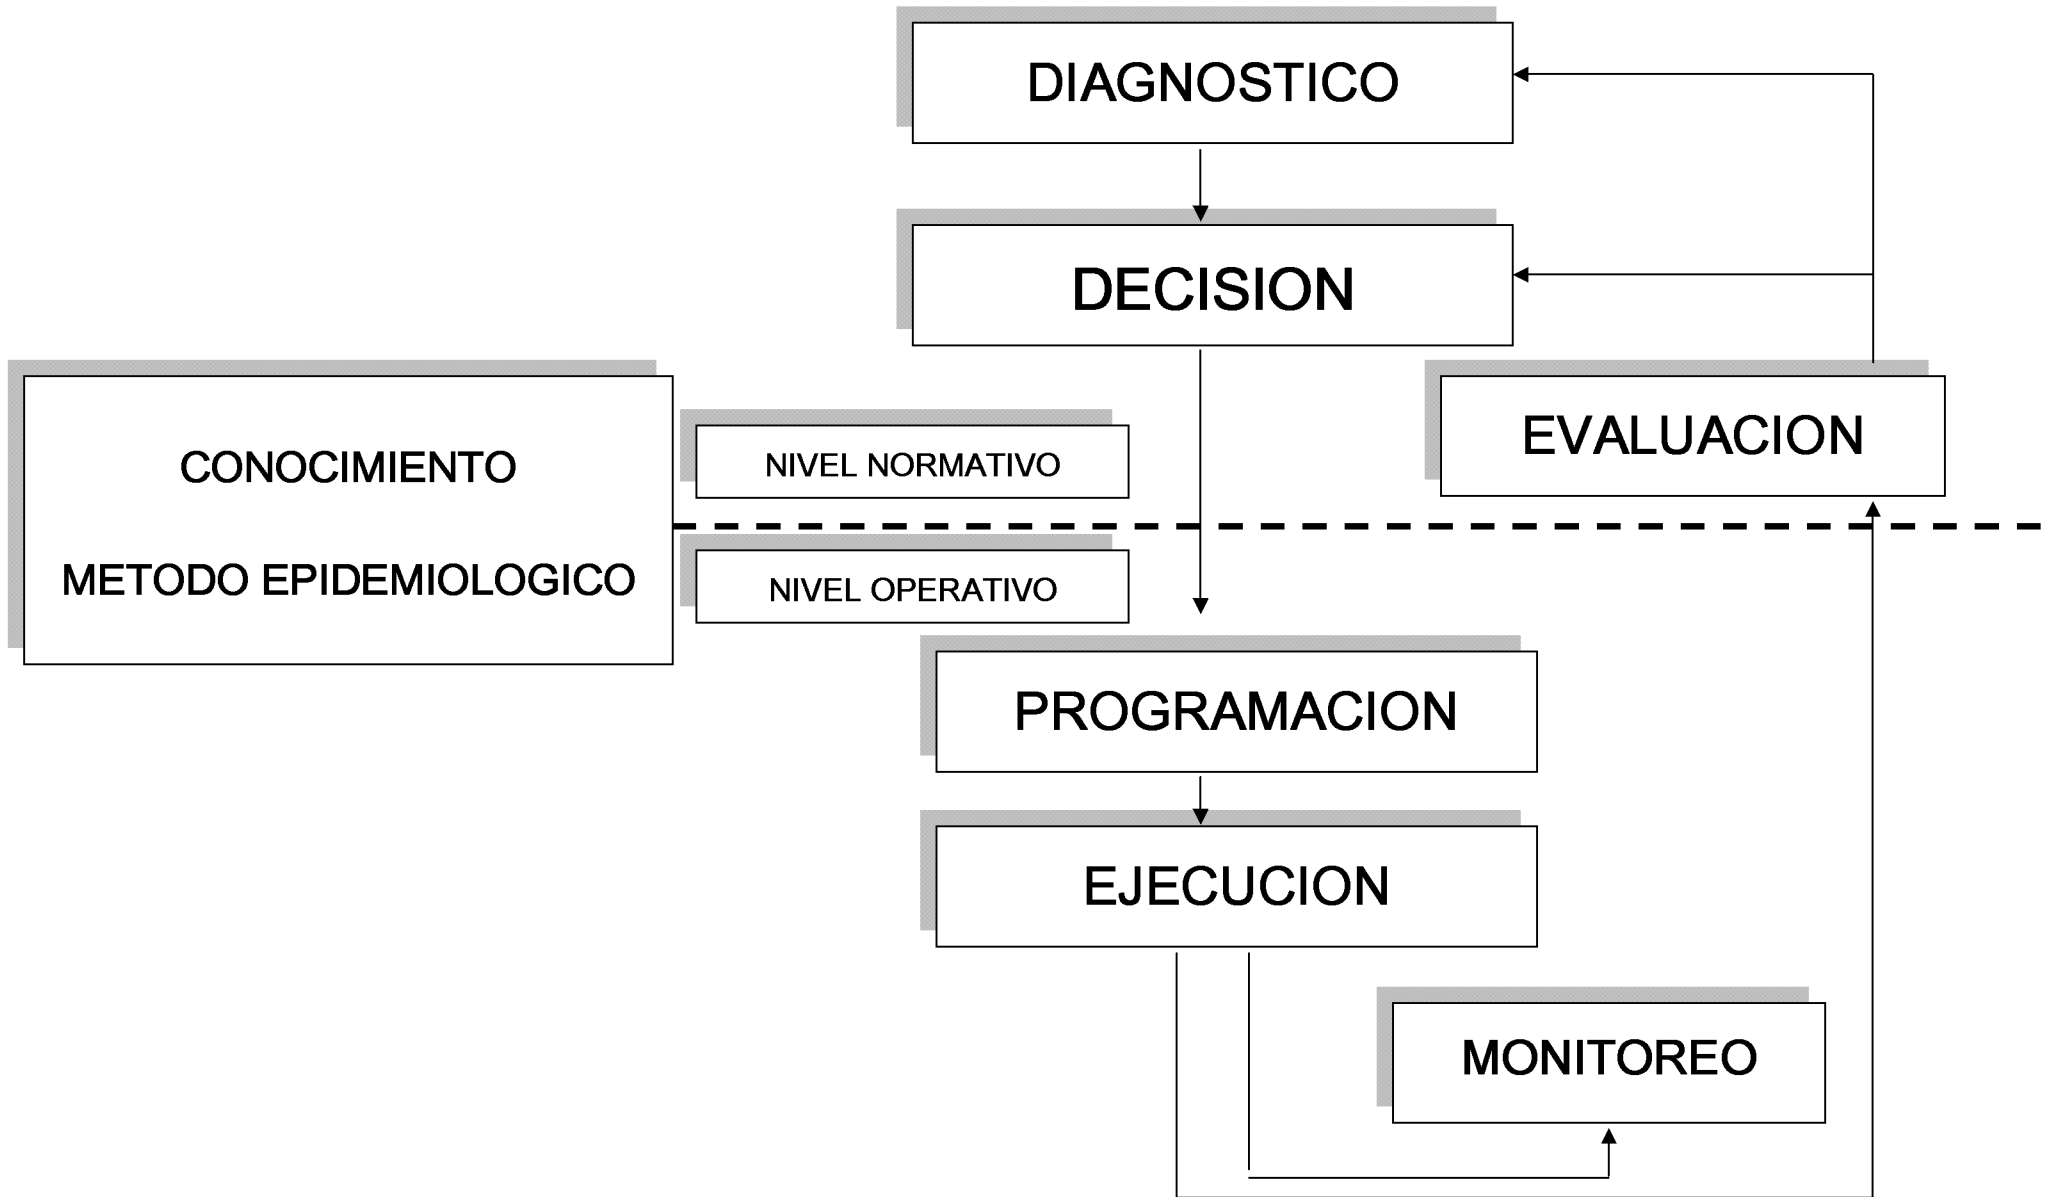 DIAGNOSTICO
DECISION
EVALUACION
CONOCIMIENTO
METODO EPIDEMIOLOGICO
NIVEL NORMATIVO
NIVEL OPERATIVO
PROGRAMACION
EJECUCION
MONITOREO